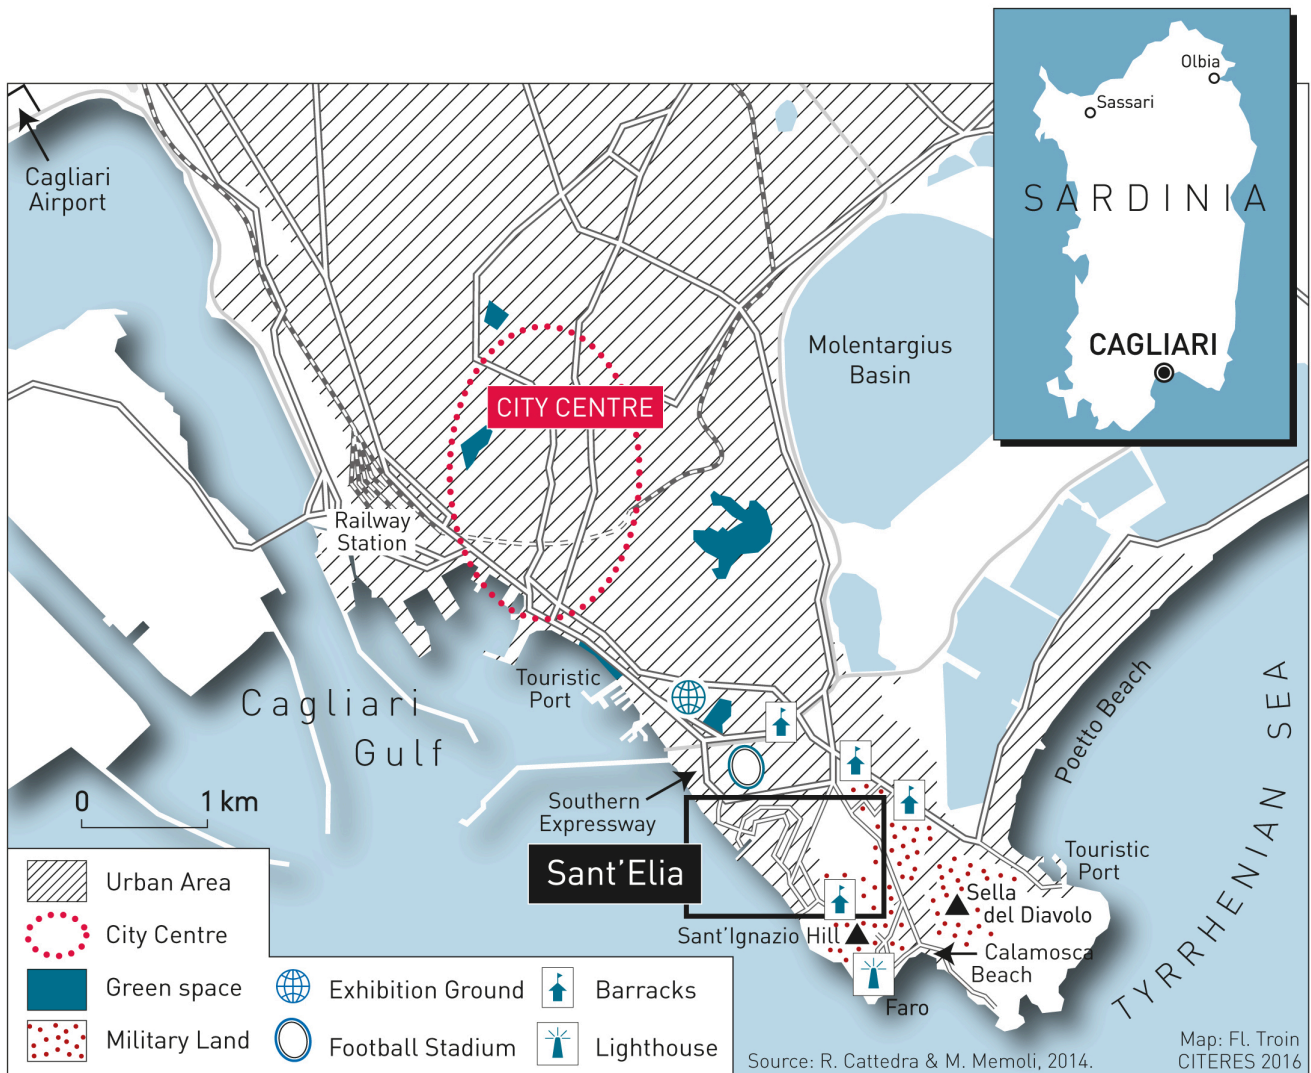 Olbia
Sassari
SARDINIA
CAGLIARI
Cagliari
Airport
Molentargius
Basin
CITY CENTRE
Railway
Station
Touristic
Port
Cagliari
Gulf
Poetto Beach
TYRRHENIAN SEA
0 1 km
Southern
Expressway
Sant'Elia
Touristic
Port
Sella
del Diavolo
Sant'Ignazio Hill
Calamosca
Beach
Faro
Urban Area
City Centre
Green space
Military Land
Exhibition Ground
Football Stadium
Barracks
Lighthouse
Source: R. Cattedra & M. Memoli, 2014.
Map: Fl. Troin
CITERES 2016